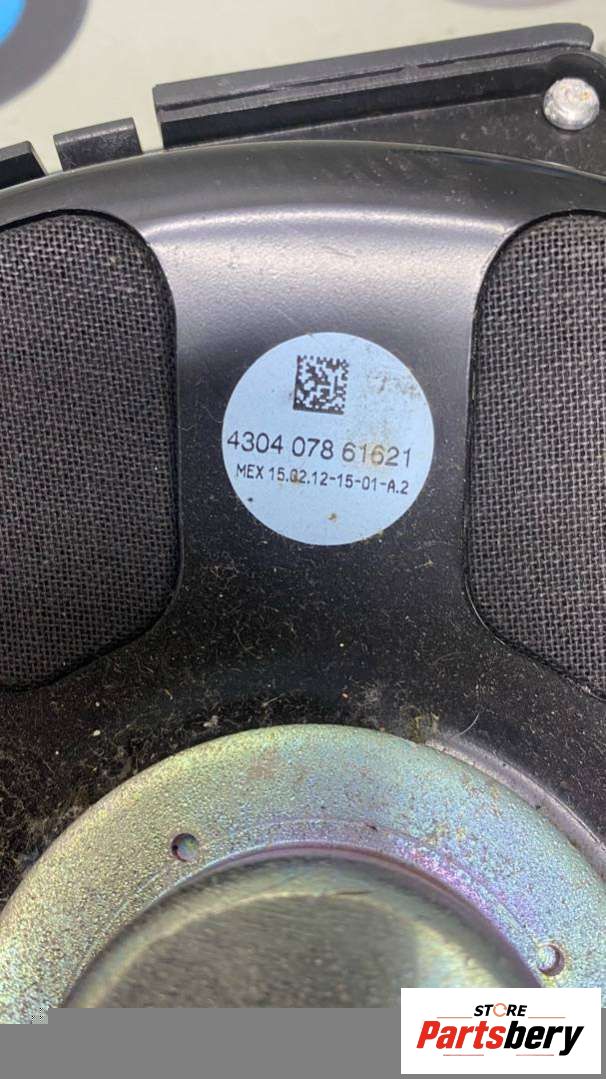 4304 078 61621
MEX 15.02.12-15-01-A.2
STORE
Partsbery